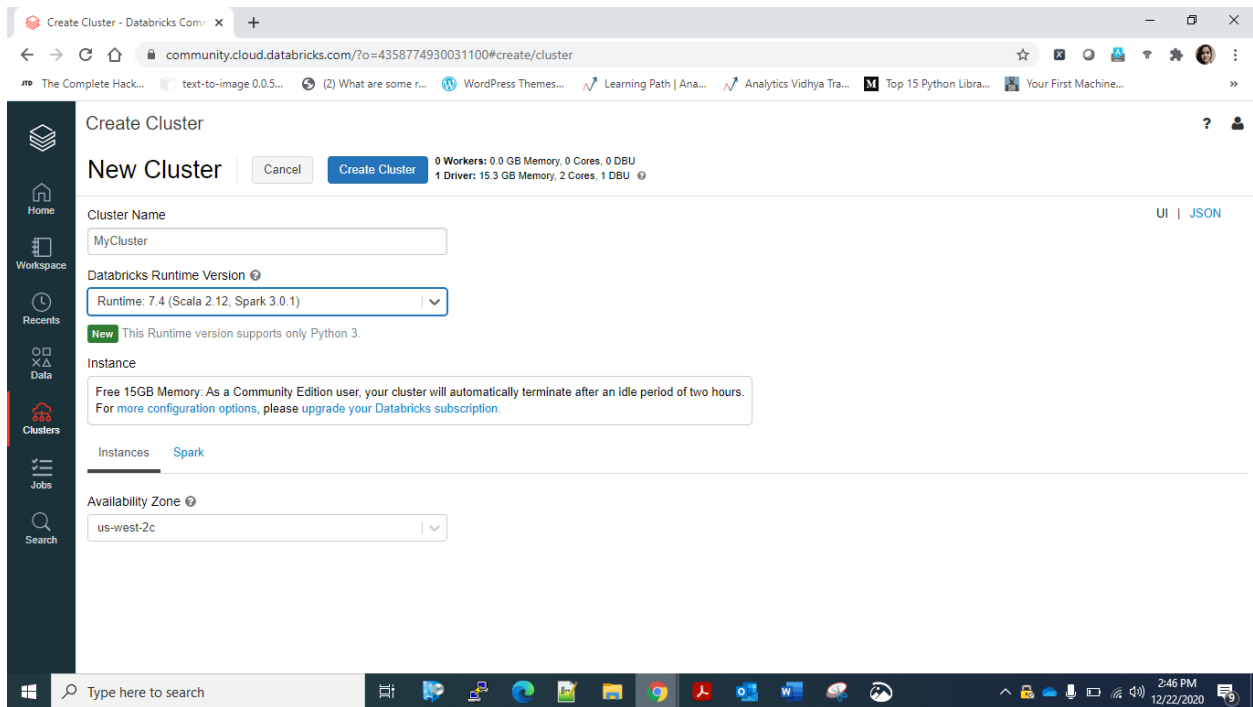 Create Cluster - Databricks Comm
community.cloud.databricks.com/?o=4358774930031100#create/cluster
JTD The Complete Hack... text-to-image 0.0.5... (2) What are some r... WordPress Themes... Learning Path | Ana... Analytics Vidhya Tra... M Top 15 Python Libra... Your First Machine... »
Create Cluster ?
New Cluster Cancel Create Cluster
0 Workers: 0.0 GB Memory, 0 Cores, 0 DBU
1 Driver: 15.3 GB Memory, 2 Cores, 1 DBU ?
Home
Workspace
Recents
Data
Clusters
Jobs
Search
UI | JSON
Cluster Name
MyCluster
Databricks Runtime Version ?
Runtime: 7.4 (Scala 2.12, Spark 3.0.1)
New This Runtime version supports only Python 3.
Instance
Free 15GB Memory: As a Community Edition user, your cluster will automatically terminate after an idle period of two hours.
For more configuration options, please upgrade your Databricks subscription.
Instances Spark
Availability Zone ?
us-west-2c
Type here to search
2:46 PM
12/22/2020